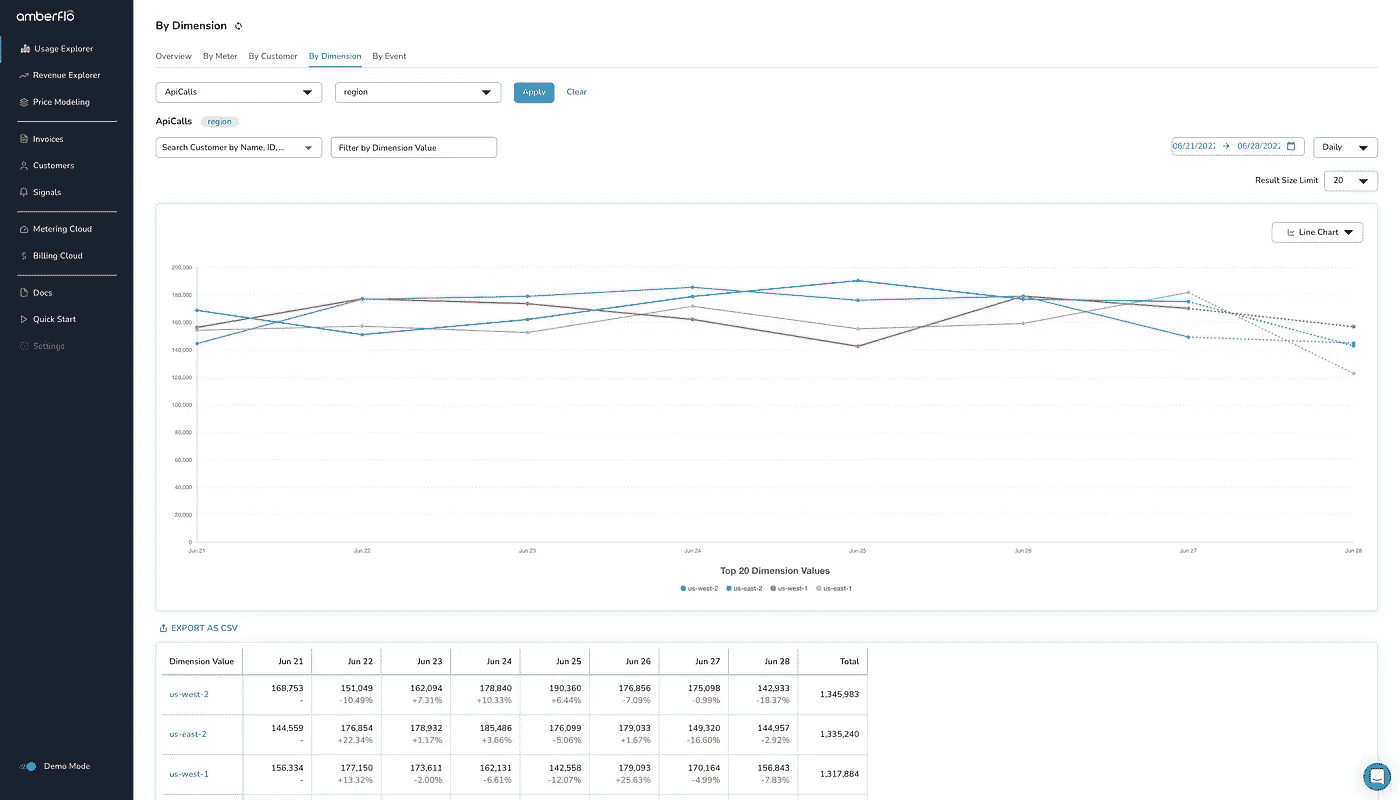 amberflo
Usage Explorer
Revenue Explorer
Price Modeling
Invoices
Customers
Signals
Metering Cloud
Billing Cloud
Docs
Quick Start
Settings
Demo Mode
By Dimension
Overview By Meter By Customer By Dimension By Event
ApiCalls region Apply Clear
ApiCalls region
Search Customer by Name, ID,... Filter by Dimension Value 06/21/2022 → 06/28/2022 Daily
Result Size Limit 20
Line Chart
200,000
180,000
160,000
140,000
120,000
100,000
80,000
60,000
40,000
20,000
0
Jun 21 Jun 22 Jun 23 Jun 24 Jun 25 Jun 26 Jun 27 Jun 28
Top 20 Dimension Values
us-west-2 us-east-2 us-west-1 us-east-1
EXPORT AS CSV
Dimension Value Jun 21 Jun 22 Jun 23 Jun 24 Jun 25 Jun 26 Jun 27 Jun 28 Total
168,753 151,049 162,094 178,840 190,360 176,856 175,098 142,933
us-west-2 1,345,983
- -10.49% +7.31% +10.33% +6.44% -7.09% -0.99% -18.37%
144,559 176,854 178,932 185,486 176,099 179,033 149,320 144,957
us-east-2 1,335,240
- +22.34% +1.17% +3.66% -5.06% +1.67% -16.60% -2.92%
156,334 177,150 173,611 162,131 142,558 179,093 170,164 156,843
us-west-1 1,317,884
- +13.32% -2.00% -6.61% -12.07% +25.63% -4.99% -7.83%